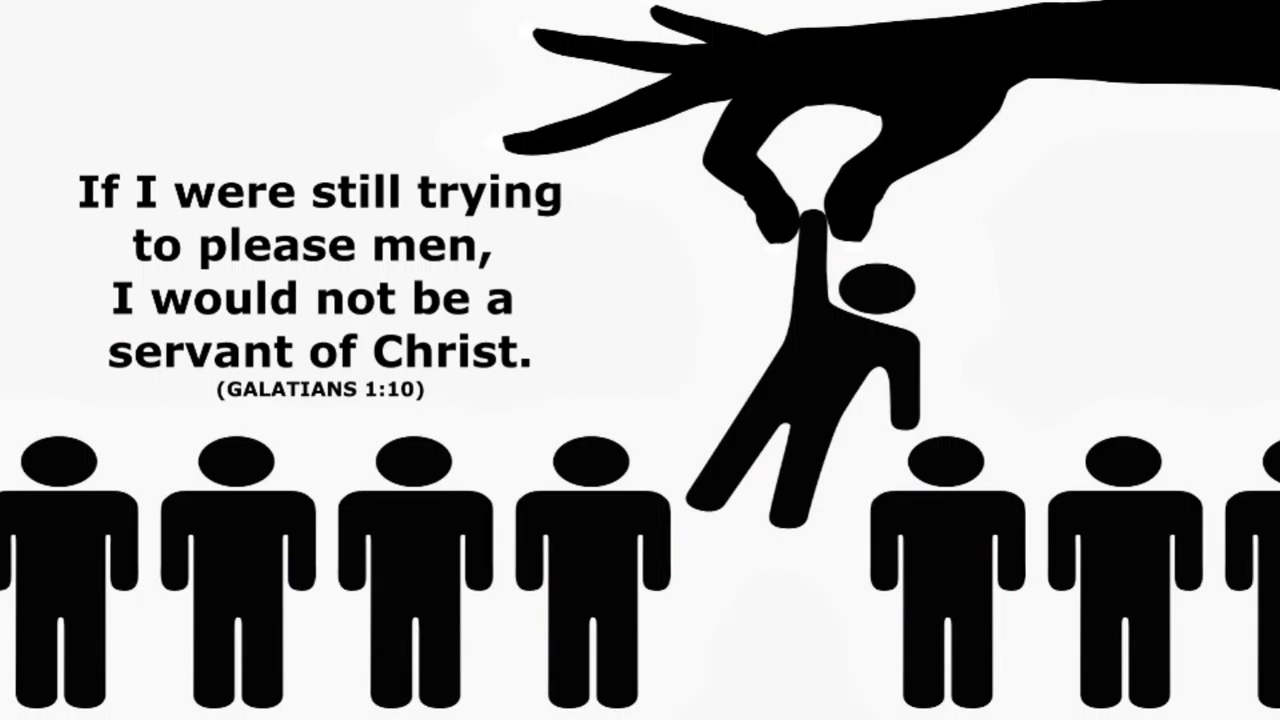 If I were still trying
to please men,
I would not be a
servant of Christ.
(GALATIANS 1:10)